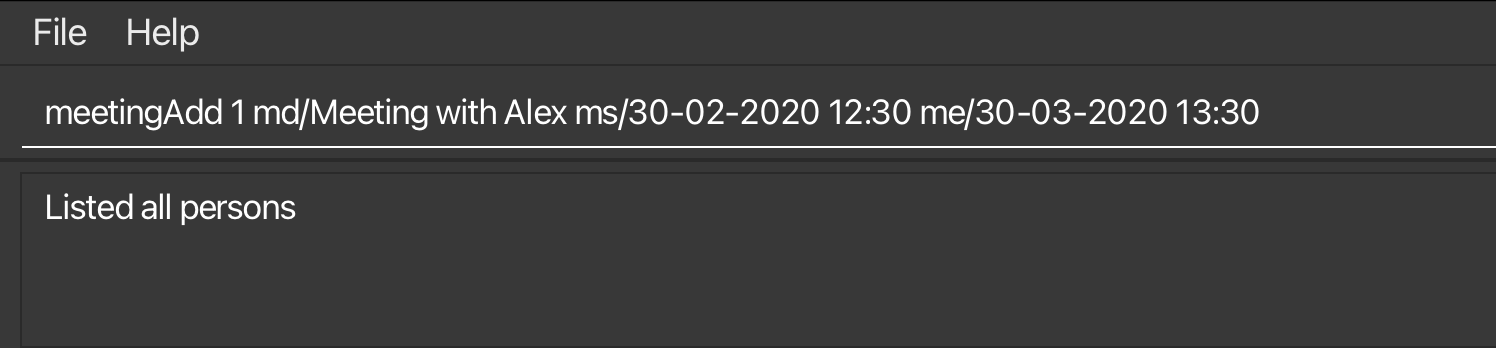 File Help
meetingAdd 1 md/Meeting with Alex ms/30-02-2020 12:30 me/30-03-2020 13:30
Listed all persons